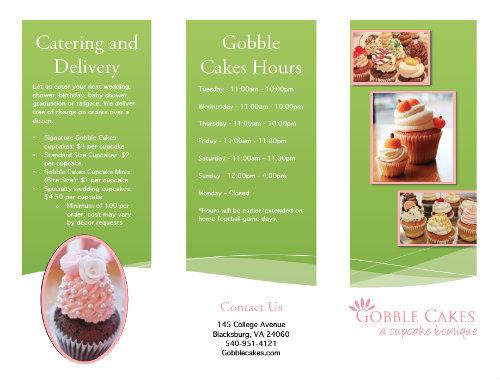 Catering and
Delivery
Let us cater your next wedding,
shower, birthday, baby shower,
graduation or tailgate. We deliver
free of charge on orders over a
dozen.
• Signature Gobble Cakes
cupcakes: $3 per cupcake
• Standard Size Cupcakes: $2
per cupcake
• Gobble Cakes Cupcake Minis
(Bite Size): $1 per cupcake
• Specialty wedding cupcakes:
$4.50 per cupcake
o Minimum of 100 per
order; cost may vary
by décor requests
Gobble
Cakes Hours
Tuesday - 11:00am - 10:00pm
Wednesday - 11:00am - 10:00pm
Thursday - 11:00am - 10:00pm
Friday - 11:00am - 11:00pm
Saturday - 11:00am - 11:00pm
Sunday - 12:00pm - 4:00pm
Monday – Closed
*Hours will be earlier/extended on
home football game days.
Contact Us
145 College Avenue
Blacksburg, VA 24060
540-951-4121
Gobblecakes.com
GOBBLE CAKES
a cupcake boutique